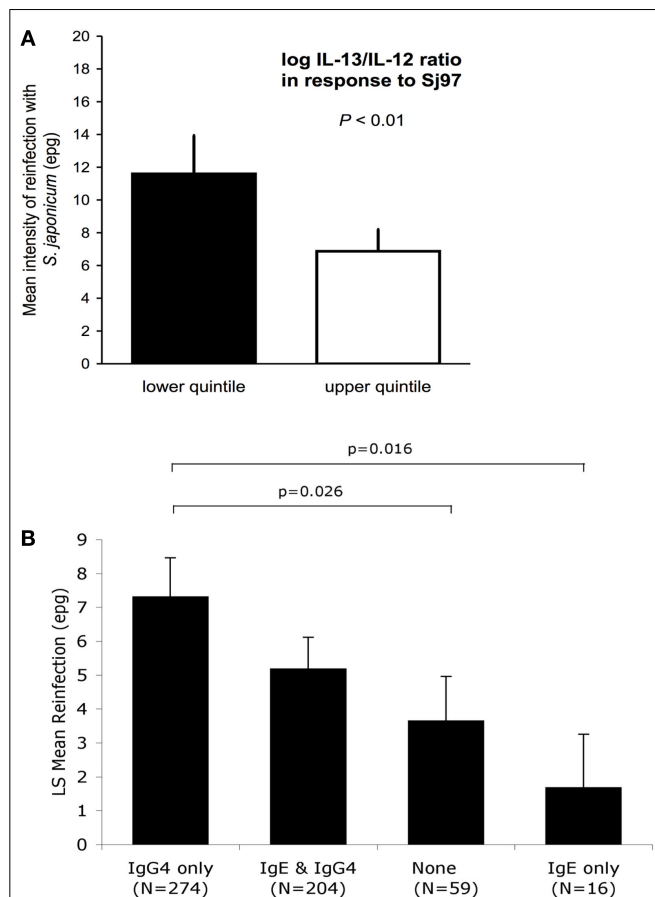 A
log IL-13/IL-12 ratio
in response to Sj97
P < 0.01
Mean intensity of reinfection with
S. japonicum (epg)
20
18
16
14
12
10
8
6
4
2
0
lower quintile
upper quintile
p=0.016
p=0.026
B
LS Mean Reinfection (epg)
9
8
7
6
5
4
3
2
1
0
IgG4 only
(N=274)
IgE & IgG4
(N=204)
None
(N=59)
IgE only
(N=16)